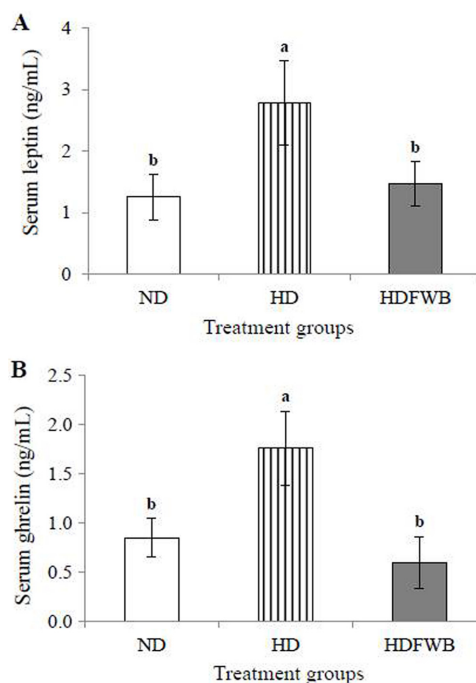 A
Serum leptin (ng/mL)
4
3
2
1
0
b
a
b
ND HD HDFWB
Treatment groups
B
Serum ghrelin (ng/mL)
2.5
2.0
1.5
1.0
0.5
0.0
b
a
b
ND HD HDFWB
Treatment groups